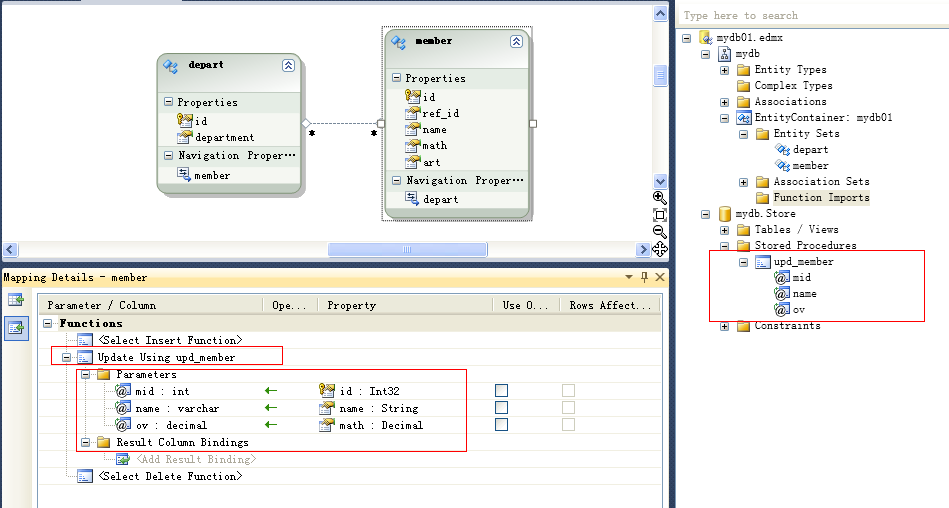 depart
Properties
id
department
Navigation Proper···
member
*
*
member
Properties
id
ref_id
name
math
art
Navigation Proper···
depart
Mapping Details - member
Parameter / Column Ope... Property Use O... Rows Affect...
Functions
<Select Insert Function>
Update Using upd_member
Parameters
mid : int ← id : Int32
name : varchar ← name : String
ov : decimal ← math : Decimal
Result Column Bindings
<Add Result Binding>
<Select Delete Function>
Type here to search
mydb01.edmx
mydb
Entity Types
Complex Types
Associations
EntityContainer: mydb01
Entity Sets
depart
member
Association Sets
Function Imports
mydb.Store
Tables / Views
Stored Procedures
upd_member
mid
name
ov
Constraints